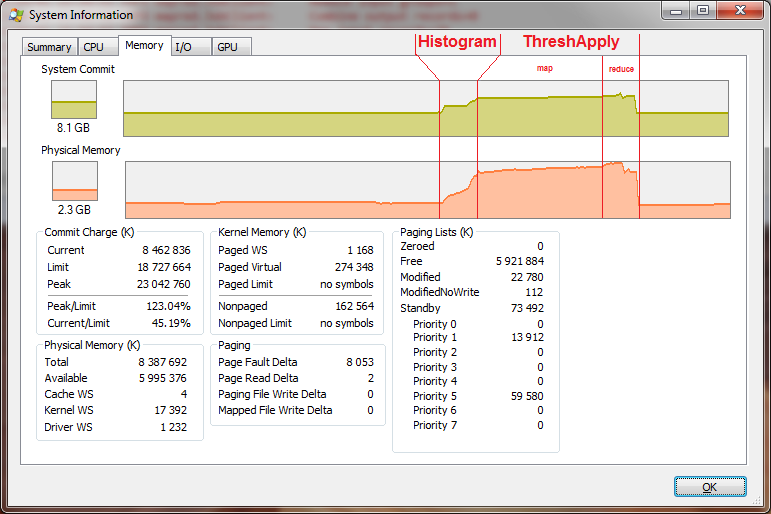 System Information
Summary CPU Memory I/O GPU
Histogram ThreshApply
map reduce
System Commit
8.1 GB
Physical Memory
2.3 GB
Commit Charge (K)
Current 8 462 836
Limit 18 727 664
Peak 23 042 760
Peak/Limit 123.04%
Current/Limit 45.19%
Physical Memory (K)
Total 8 387 692
Available 5 995 376
Cache WS 4
Kernel WS 17 392
Driver WS 1 232
Kernel Memory (K)
Paged WS 1 168
Paged Virtual 274 348
Paged Limit no symbols
Nonpaged 162 564
Nonpaged Limit no symbols
Paging
Page Fault Delta 8 053
Page Read Delta 2
Paging File Write Delta 0
Mapped File Write Delta 0
Paging Lists (K)
Zeroed 0
Free 5 921 884
Modified 22 780
ModifiedNoWrite 112
Standby 73 492
Priority 0 0
Priority 1 13 912
Priority 2 0
Priority 3 0
Priority 4 0
Priority 5 59 580
Priority 6 0
Priority 7 0
OK